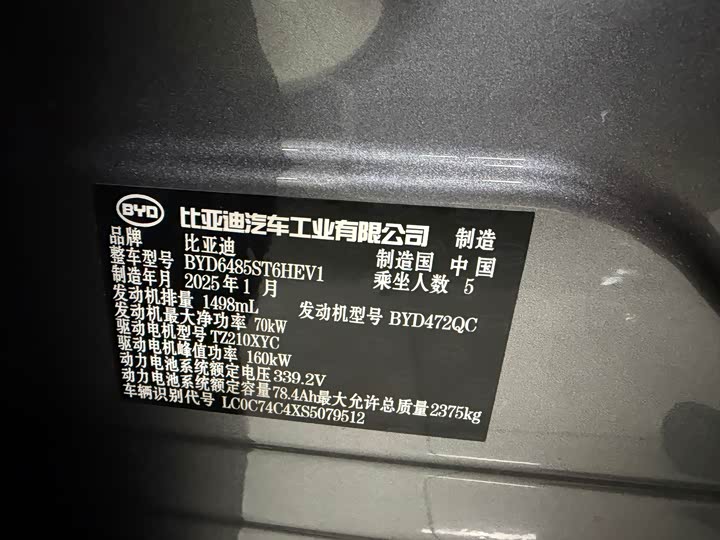 BYD 比亚迪汽车工业有限公司 制造
品牌 比亚迪 制造国 中国
整车型号 BYD6485ST6HEV1 乘坐人数 5
制造年月 2025年1月
发动机排量 1498mL 发动机型号 BYD472QC
发动机最大净功率 70kW
驱动电机型号 TZ210XYC
驱动电机峰值功率 160kW
动力电池系统额定电压 339.2V
动力电池系统额定容量 78.4Ah 最大允许总质量 2375kg
车辆识别代号 LC0C74C4XS5079512